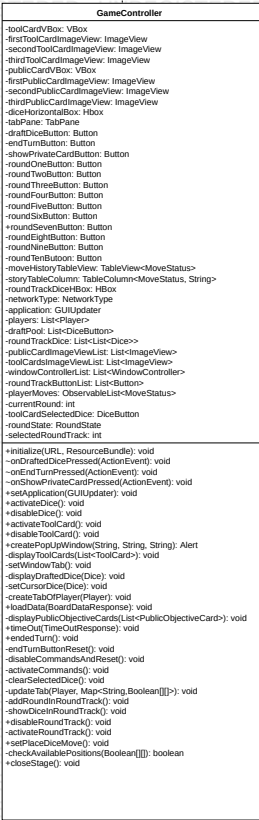 GameController
-toolCardVBox: VBox
-firstToolCardImageView: ImageView
-secondToolCardImageView: ImageView
-thirdToolCardImageView: ImageView
-publicCardVBox: VBox
-firstPublicCardImageView: ImageView
-secondPublicCardImageView: ImageView
-thirdPublicCardImageView: ImageView
-diceHorizontalBox: Hbox
-tabPane: TabPane
-draftDiceButton: Button
-endTurnButton: Button
-showPrivateCardButton: Button
-roundOneButton: Button
-roundTwoButton: Button
-roundThreeButton: Button
-roundFourButton: Button
-roundFiveButton: Button
-roundSixButton: Button
+roundSevenButton: Button
-roundEightButton: Button
-roundNineButton: Button
-roundTenButoon: Button
-moveHistoryTableView: TableView<MoveStatus>
-storyTableColumn: TableColumn<MoveStatus, String>
-roundTrackDiceHBox: HBox
-networkType: NetworkType
-application: GUIUpdater
-players: List<Player>
-draftPool: List<DiceButton>
-roundTrackDice: List<List<Dice>>
-publicCardImageViewList: List<ImageView>
-toolCardsImageViewList: List<ImageView>
-windowControllerList: List<WindowController>
-roundTrackButtonList: List<Button>
-playerMoves: ObservableList<MoveStatus>
-currentRound: int
-toolCardSelectedDice: DiceButton
-roundState: RoundState
-selectedRoundTrack: int
+initialize(URL, ResourceBundle): void
~onDraftedDicePressed(ActionEvent): void
~onEndTurnPressed(ActionEvent): void
~onShowPrivateCardPressed(ActionEvent): void
+setApplication(GUIUpdater): void
+activateDice(): void
+disableDice(): void
+activateToolCard(): void
+disableToolCard(): void
+createPopUpWindow(String, String, String): Alert
-displayToolCards(List<ToolCard>): void
-setWindowTab(): void
-displayDraftedDice(Dice): void
-setCursorDice(Dice): void
-createTabOfPlayer(Player): void
+loadData(BoardDataResponse): void
-displayPublicObjectiveCards(List<PublicObjectiveCard>): void
+timeOut(TimeOutResponse): void
+endedTurn(): void
-endTurnButtonReset(): void
-disableCommandsAndReset(): void
-activateCommands(): void
-clearSelectedDice(): void
-updateTab(Player, Map<String,Boolean[][]>): void
-addRoundInRoundTrack(): void
-showDiceInRoundTrack(): void
+disableRoundTrack(): void
-activateRoundTrack(): void
+setPlaceDiceMove(): void
-checkAvailablePositions(Boolean[][]): boolean
+closeStage(): void